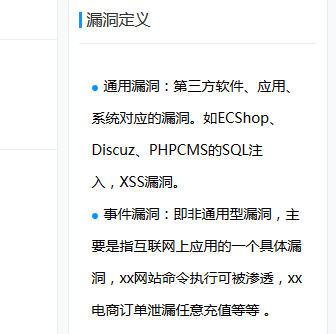 漏洞定义
通用漏洞：第三方软件、应用、
系统对应的漏洞。如ECShop、
Discuz、PHPCMS的SQL注
入，XSS漏洞。
事件漏洞：即非通用型漏洞，主
要是指互联网上应用的一个具体漏
洞，xx网站命令执行可被渗透，xx
电商订单泄漏任意充值等等 。